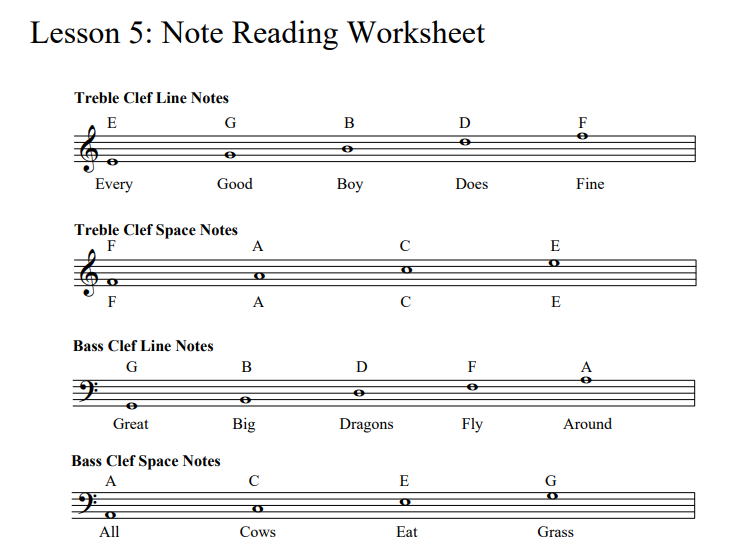 Lesson 5: Note Reading Worksheet
Treble Clef Line Notes
E G B D F
Every Good Boy Does Fine
Treble Clef Space Notes
F A C E
F A C E
Bass Clef Line Notes
G B D F A
Great Big Dragons Fly Around
Bass Clef Space Notes
A C E G
All Cows Eat Grass